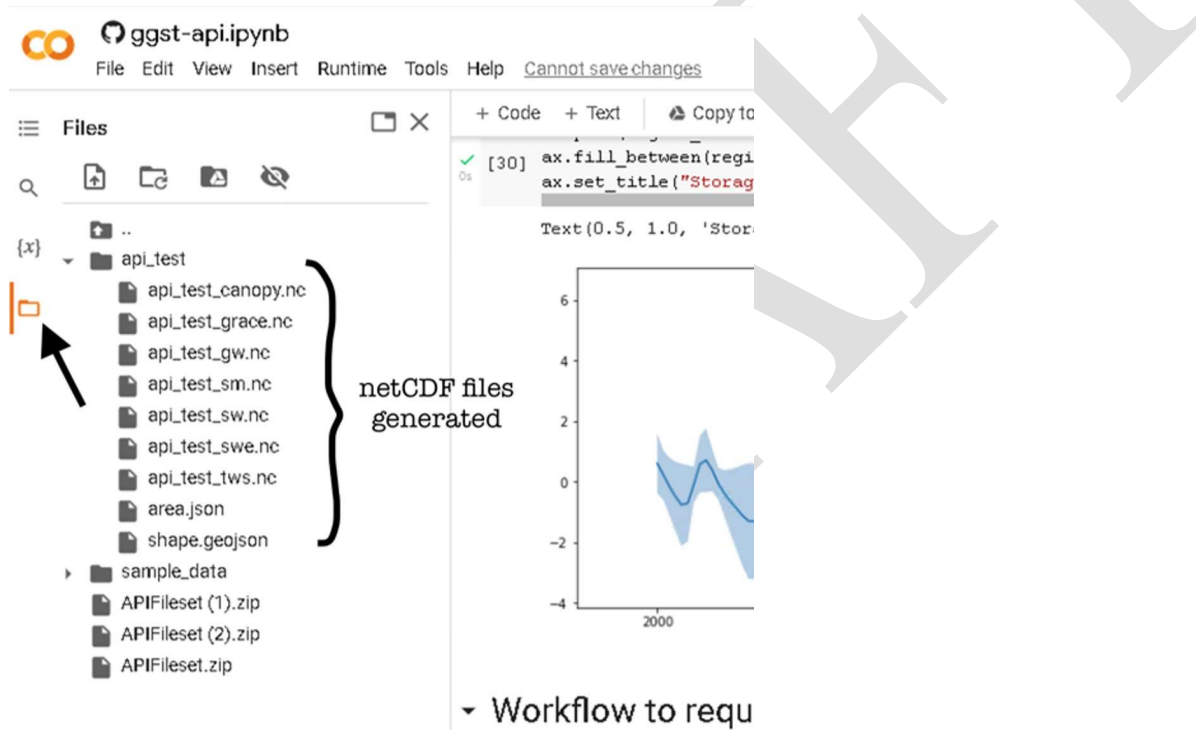 ggst-api.ipynb
File Edit View Insert Runtime Tools Help Cannot save changes
Files
+ Code + Text Copy to
[30] ax.fill_between(regi
0s ax.set_title("Storag
Text(0.5, 1.0, 'Stor
{x}
..
api_test
api_test_canopy.nc
api_test_grace.nc
api_test_gw.nc
api_test_sm.nc
api_test_sw.nc
api_test_swe.nc
api_test_tws.nc
area.json
shape.geojson
sample_data
APIFileset (1).zip
APIFileset (2).zip
APIFileset.zip
netCDF files
generated
6
4
2
0
−2
−4
2000
Workflow to requ